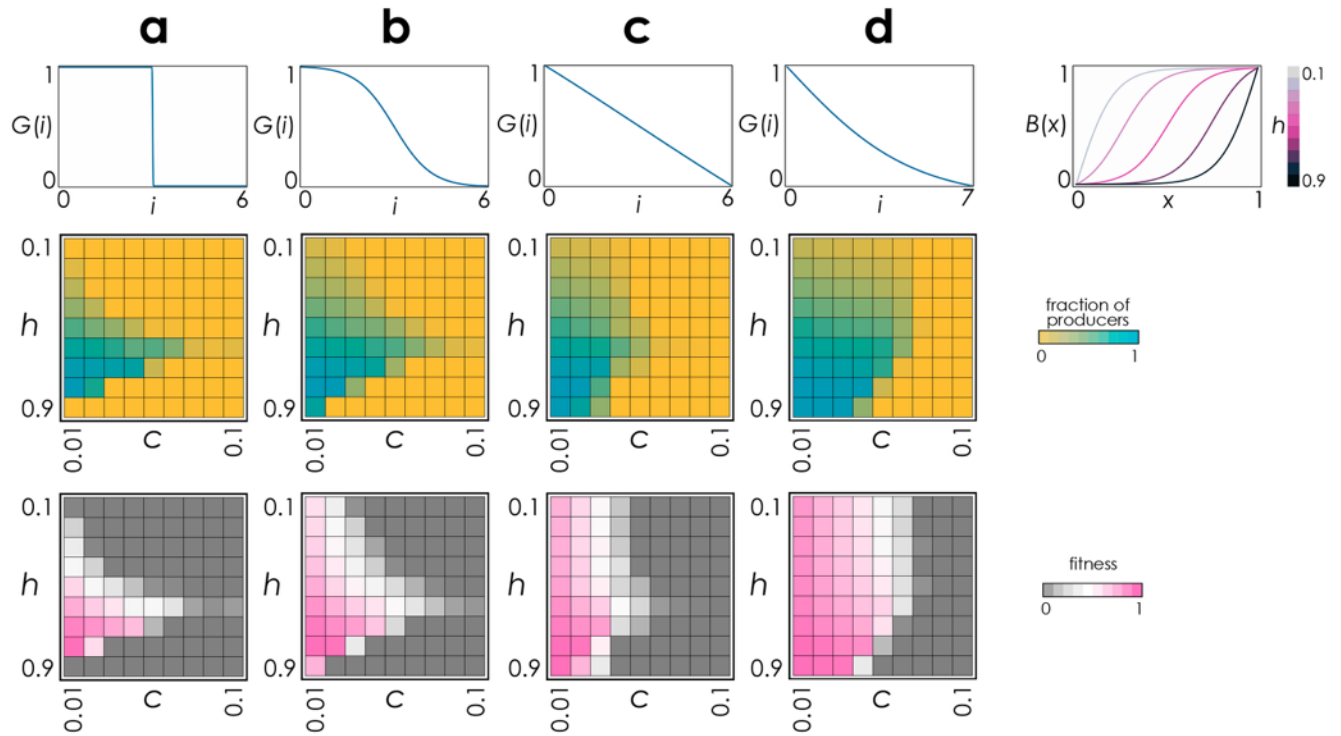 a b c d
1 1 1 1 1 0.1
G(i) G(i) G(i) G(i) B(x) h
0 0 0 0 0 0.9
0 i 6 0 i 6 0 i 6 0 i 7 0 x 1
0.1 0.1 0.1 0.1
fraction of
producers
h h h h
0 1
0.9 0.9 0.9 0.9
0.01 C 0.1 0.01 C 0.1 0.01 C 0.1 0.01 C 0.1
0.1 0.1 0.1 0.1
fitness
h h h h
0 1
0.9 0.9 0.9 0.9
0.01 C 0.1 0.01 C 0.1 0.01 C 0.1 0.01 C 0.1